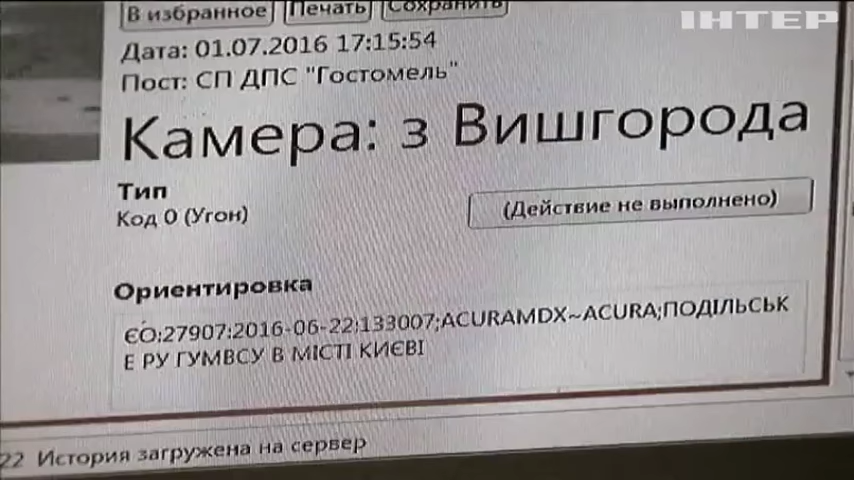 ІНТЕР
В избранное Печать Сохранить
Дата: 01.07.2016 17:15:54
Пост: СП ДПС "Гостомель"
Камера: з Вишгорода
Тип
Код 0 (Угон)
(Действие не выполнено)
Ориентировка
ЄО:27907:2016-06-22;133007;ACURAMDX~ACURA;ПОДІЛЬСЬК
Е РУ ГУМВСУ В МІСТІ КИЄВІ
22 История загружена на сервер